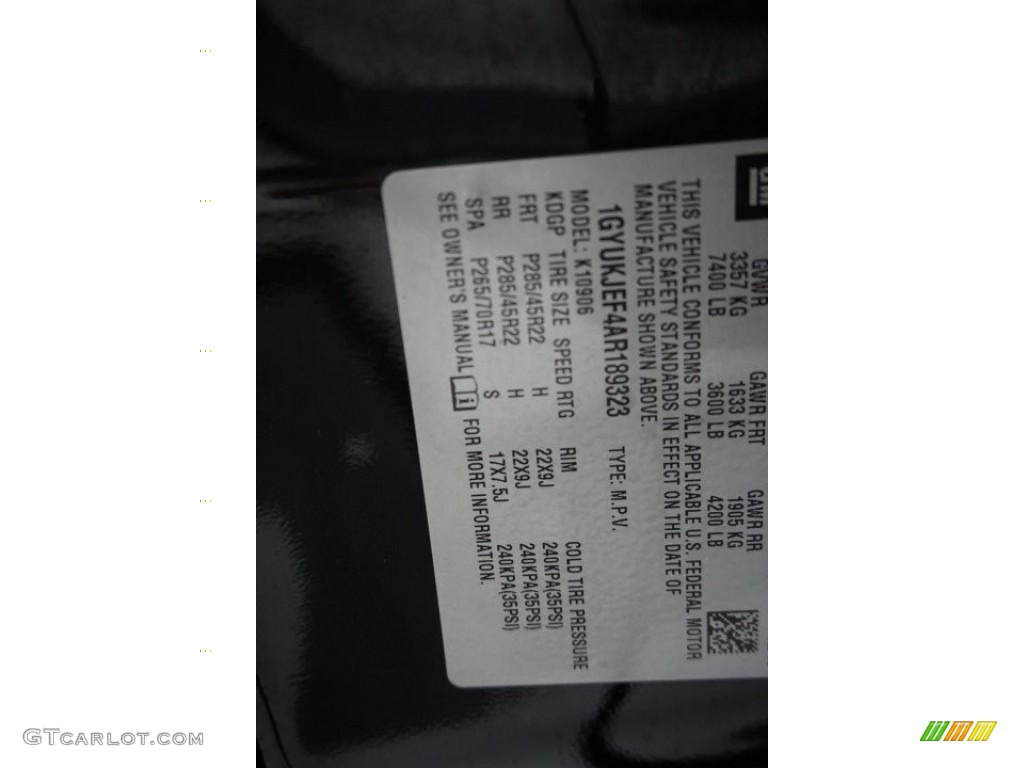 GM
GVWR GAWR FRT GAWR RR
3357 KG 1633 KG 1905 KG
7400 LB 3600 LB 4200 LB
THIS VEHICLE CONFORMS TO ALL APPLICABLE U.S. FEDERAL MOTOR
VEHICLE SAFETY STANDARDS IN EFFECT ON THE DATE OF
MANUFACTURE SHOWN ABOVE.
1GYUKJEF4AR189323 TYPE: M.P.V.
MODEL: K10906
KDGP TIRE SIZE SPEED RTG RIM COLD TIRE PRESSURE
FRT P285/45R22 H 22X9J 240KPA(35PSI)
RR P285/45R22 H 22X9J 240KPA(35PSI)
SPA P265/70R17 S 17X7.5J 240KPA(35PSI)
SEE OWNER'S MANUAL i FOR MORE INFORMATION.
GTCARLOT.COM